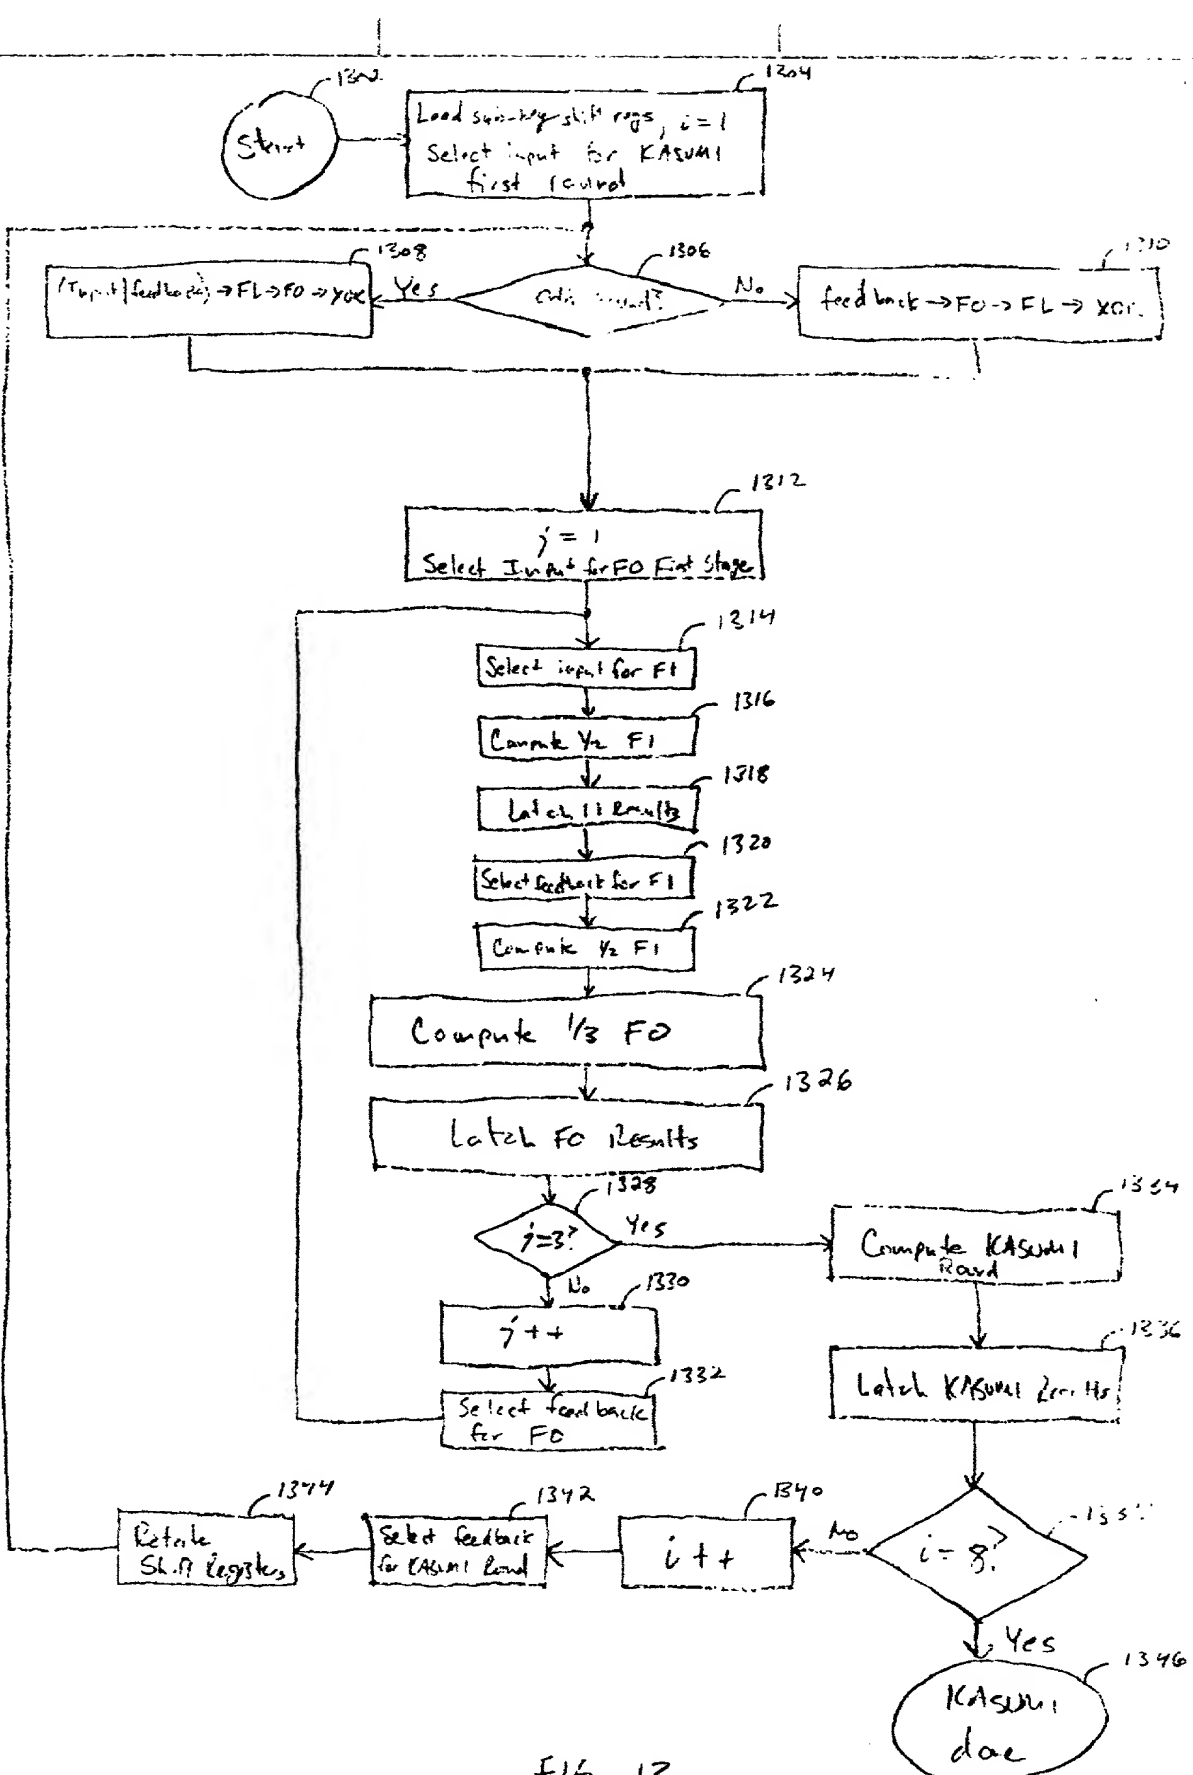 1302
1304
Start
Load sub-key shift regs, i = 1
Select input for KASUMI
first round
1308
1306
1310
(Input/feedback) → FL → FO → xor
Yes
round?
No
feedback → FO → FL → xor.
1312
j = 1
Select Input for FO First Stage
1314
Select input for FI
1316
Compute 1/2 FI
1318
Latch Results
1320
Select feedback for FI
1322
Compute 1/2 FI
1324
Compute 1/3 FO
1326
Latch FO Results
1328
j=3?
Yes
1334
Compute KASUMI
Round
No
1330
j++
1336
Latch KASUMI Results
1332
Select feedback
for FO
1344
Rotate
Shift Registers
1342
Select feedback
for KASUMI Round
1340
i++
No
i = 8?
Yes
1346
KASUMI
done
FIG.